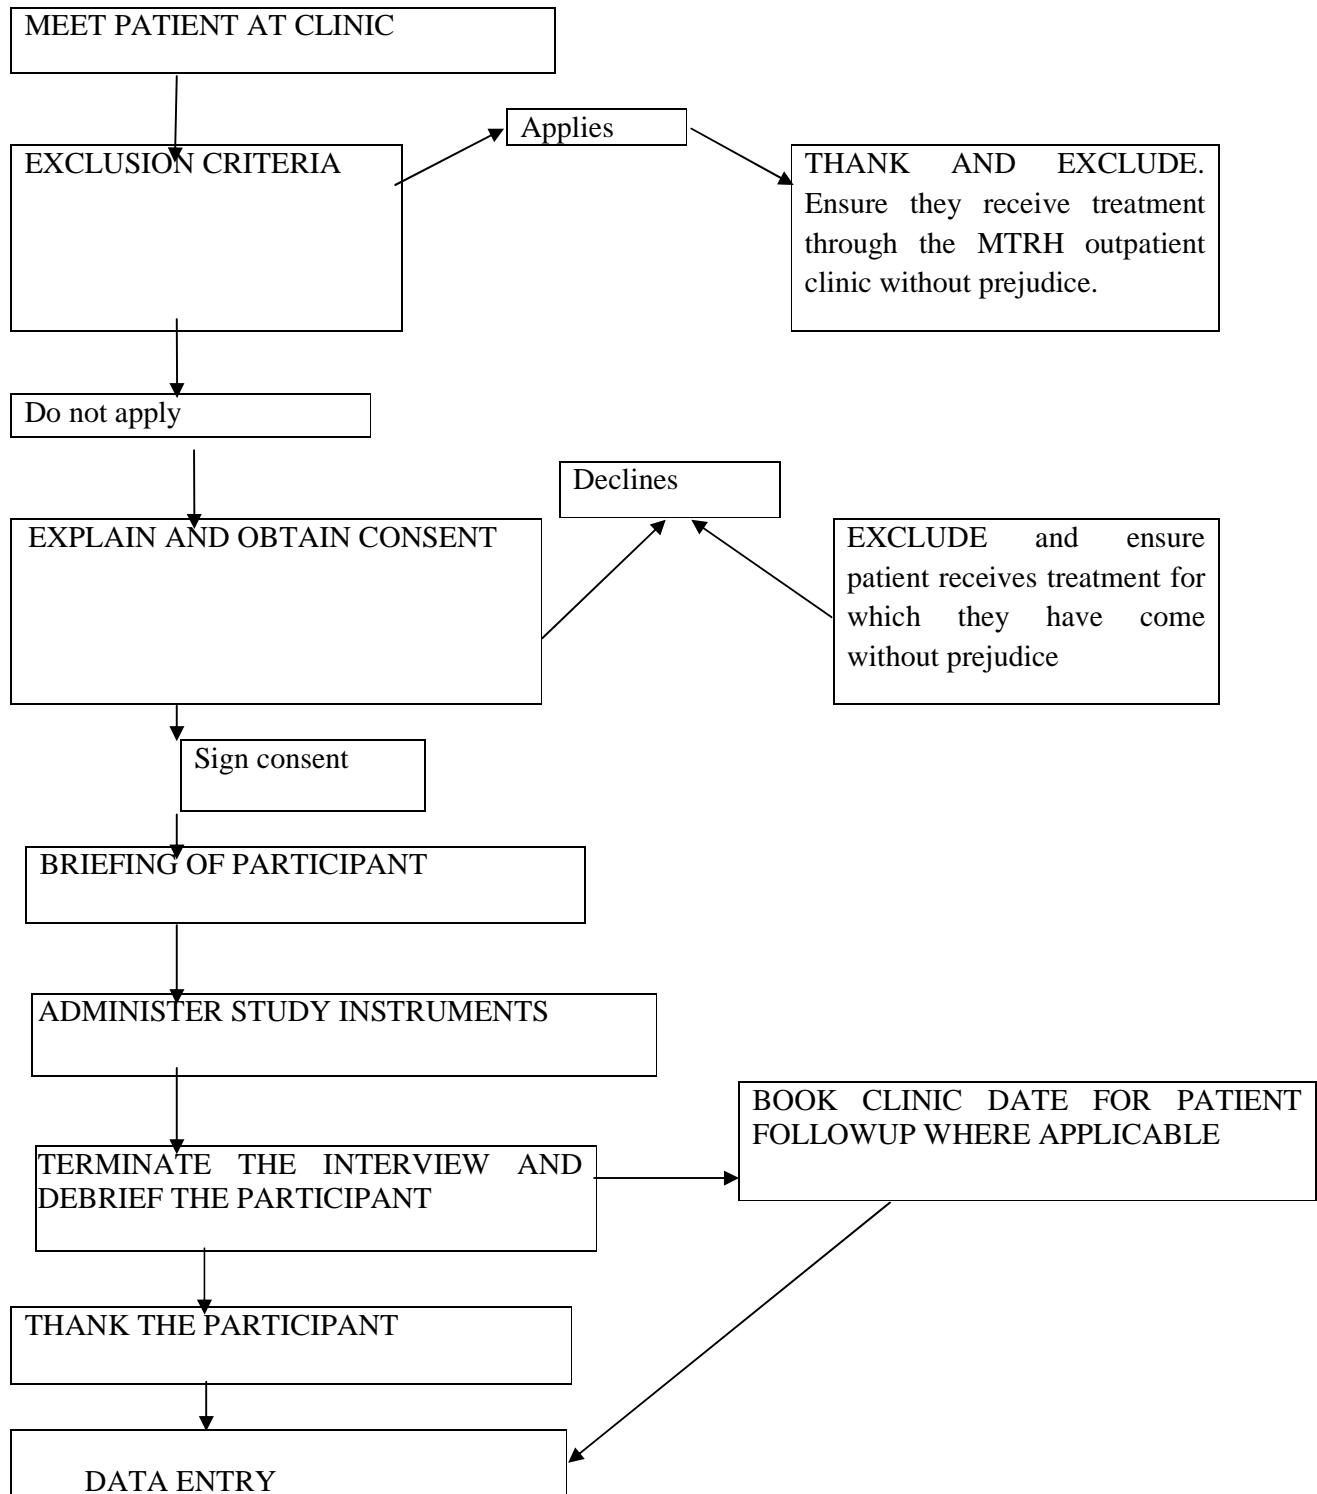 MEET PATIENT AT CLINIC
Applies
EXCLUSION CRITERIA
THANK AND EXCLUDE.
Ensure they receive treatment
through the MTRH outpatient
clinic without prejudice.
Do not apply
Declines
EXPLAIN AND OBTAIN CONSENT
EXCLUDE and ensure
patient receives treatment for
which they have come
without prejudice
Sign consent
BRIEFING OF PARTICIPANT
ADMINISTER STUDY INSTRUMENTS
BOOK CLINIC DATE FOR PATIENT
FOLLOWUP WHERE APPLICABLE
TERMINATE THE INTERVIEW AND
DEBRIEF THE PARTICIPANT
THANK THE PARTICIPANT
DATA ENTRY